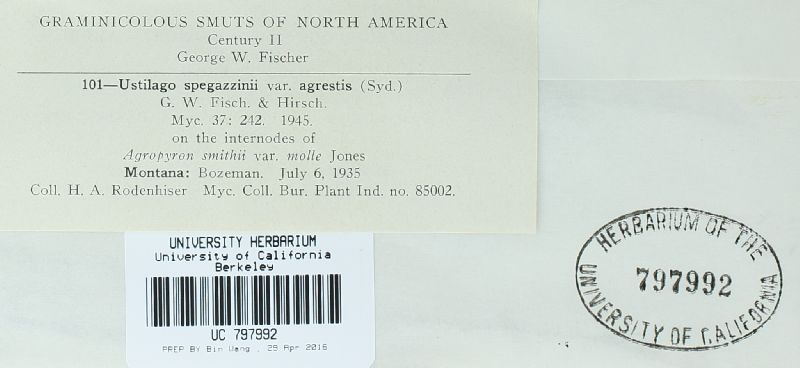 GRAMINICOLOUS SMUTS OF NORTH AMERICA
Century II
George W. Fischer
101—Ustilago spegazzinii var. agrestis (Syd.)
G. W. Fisch. & Hirsch.
Myc. 37: 242. 1945.
on the internodes of
Agropyron smithii var. molle Jones
Montana: Bozeman. July 6, 1935
Coll. H. A. Rodenhiser Myc. Coll. Bur. Plant Ind. no. 85002.
UNIVERSITY HERBARIUM
University of California
Berkeley
UC 797992
PREP BY Bin Wang , 29 Apr 2016
HERBARIUM OF THE
797992
UNIVERSITY OF CALIFORNIA